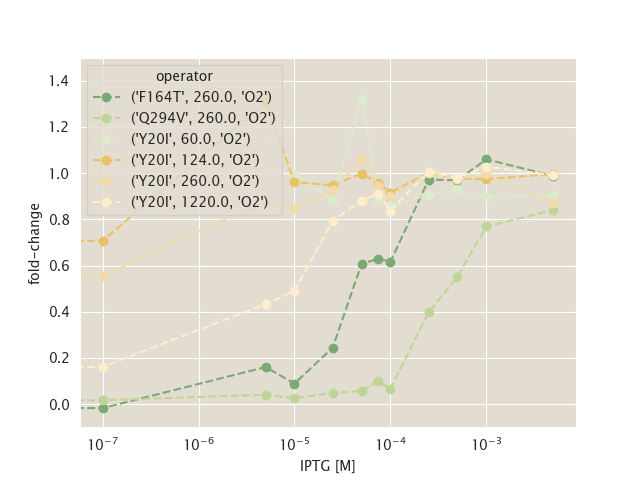 operator
('F164T', 260.0, 'O2')
('Q294V', 260.0, 'O2')
('Y20I', 60.0, 'O2')
('Y20I', 124.0, 'O2')
('Y20I', 260.0, 'O2')
('Y20I', 1220.0, 'O2')
1.4
1.2
1.0
0.8
0.6
0.4
0.2
0.0
fold-change
10⁻⁷ 10⁻⁶ 10⁻⁵ 10⁻⁴ 10⁻³
IPTG [M]